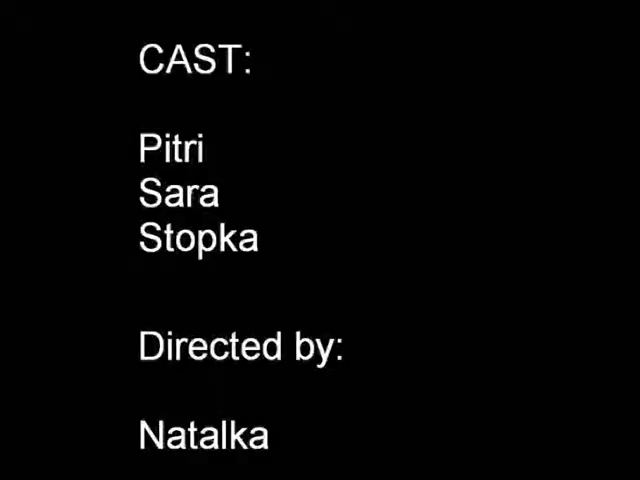 CAST:
Pitri
Sara
Stopka
Directed by:
Natalka